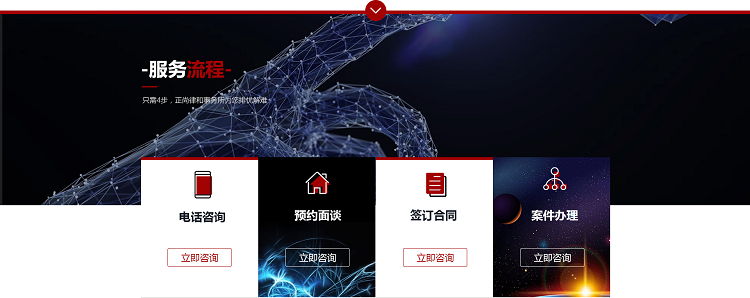 -服务流程-
只需4步，正尚律和事务所为您排忧解难
电话咨询
预约面谈
签订合同
案件办理
立即咨询
立即咨询
立即咨询
立即咨询